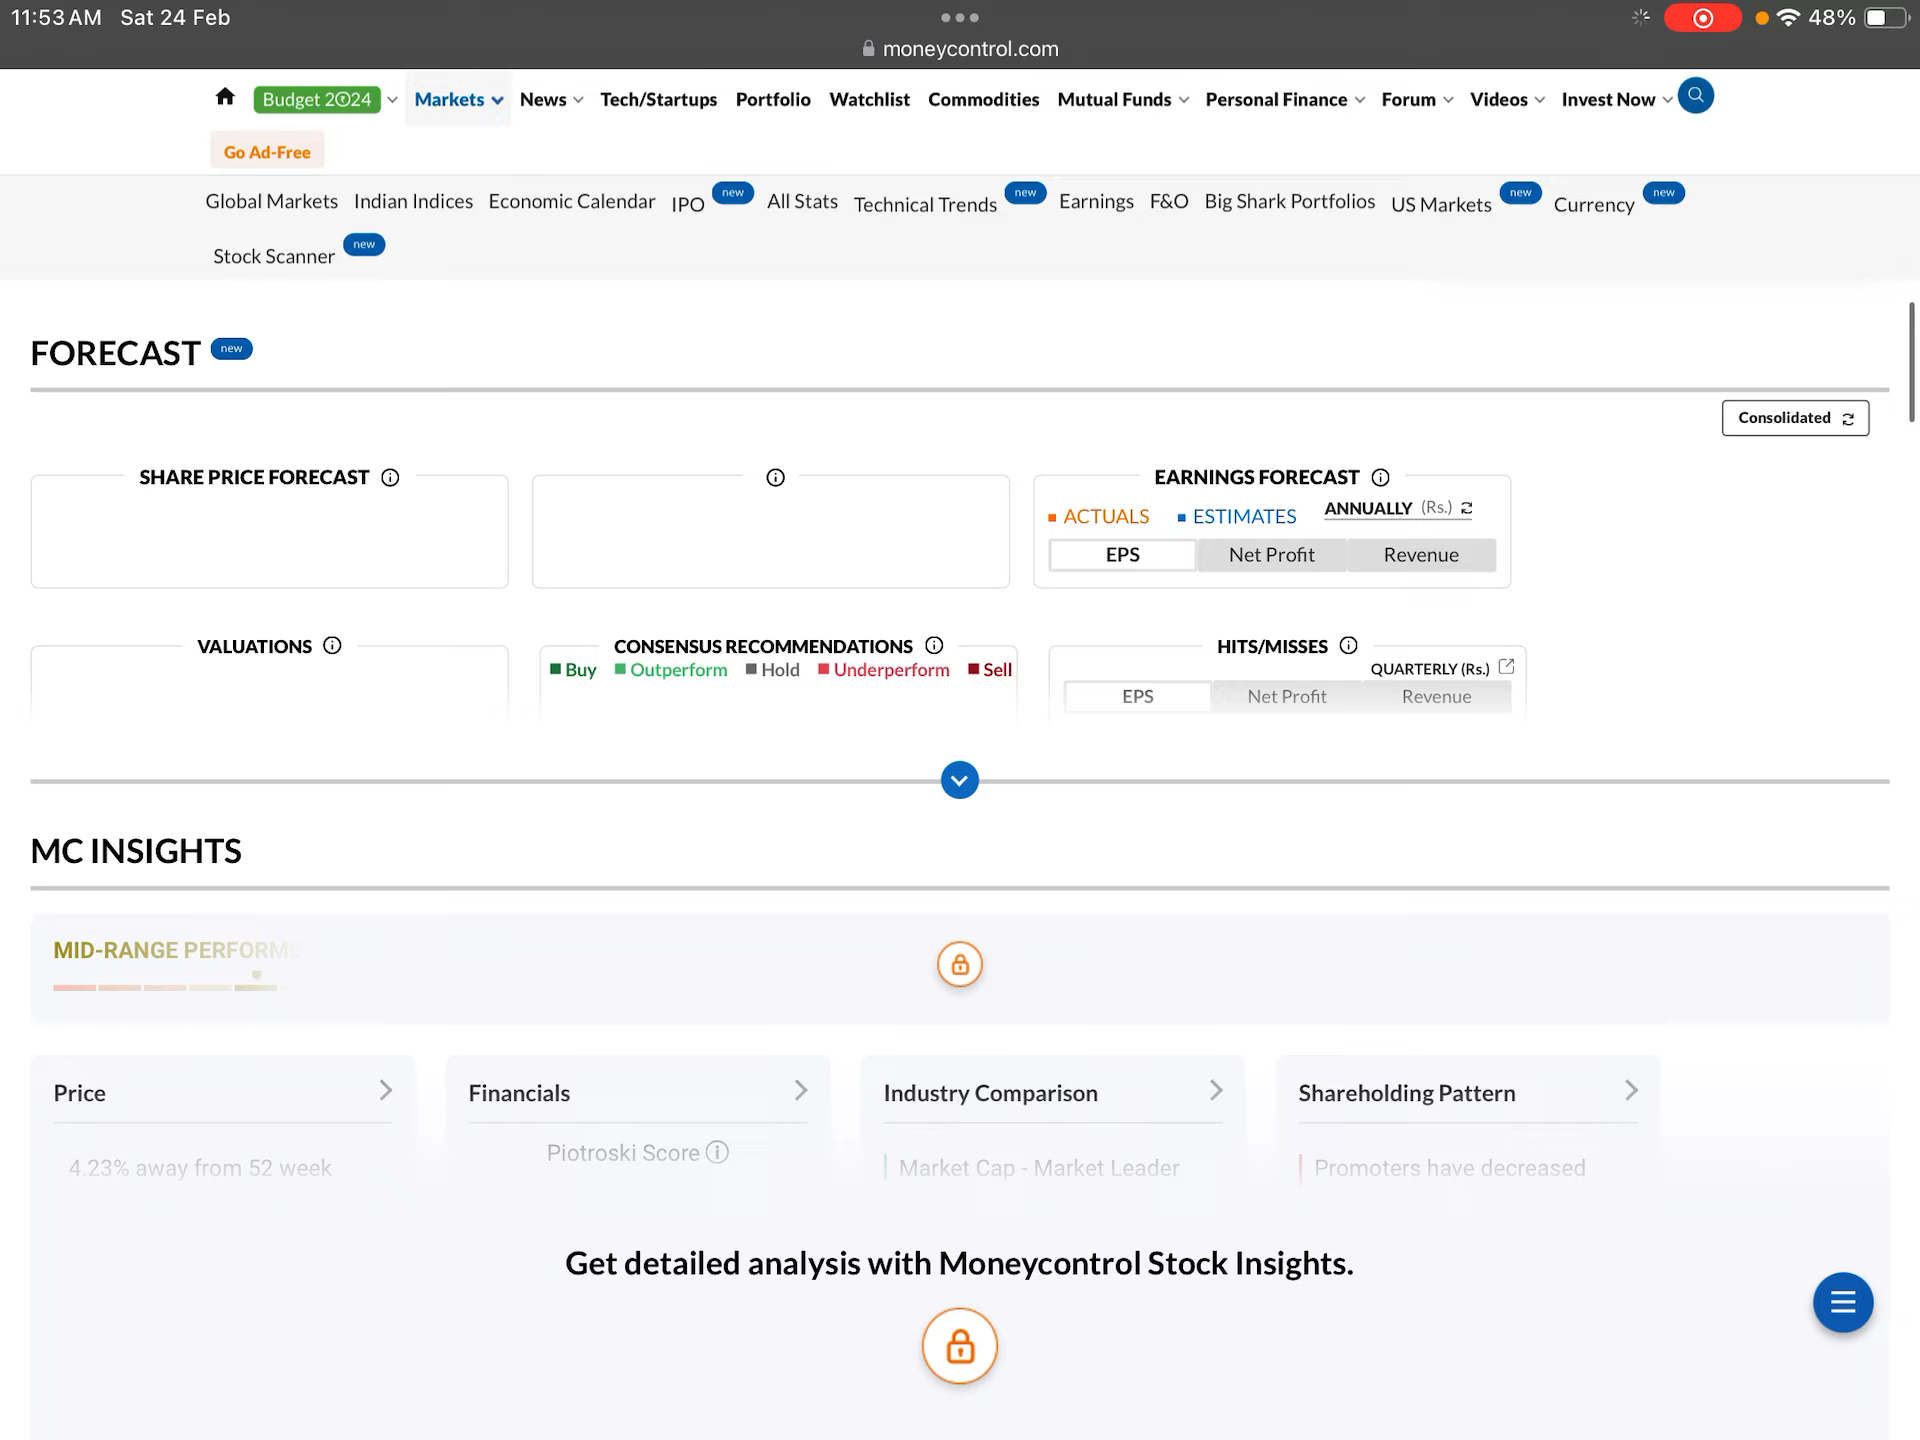 11:53 AM Sat 24 Feb
48%
moneycontrol.com
Budget 2024 Markets News Tech/Startups Portfolio Watchlist Commodities Mutual Funds Personal Finance Forum Videos Invest Now
Go Ad-Free
Global Markets Indian Indices Economic Calendar IPO new All Stats Technical Trends new Earnings F&O Big Shark Portfolios US Markets new Currency new
Stock Scanner new
FORECAST new
Consolidated
SHARE PRICE FORECAST
EARNINGS FORECAST
ACTUALS ESTIMATES ANNUALLY (Rs.)
EPS Net Profit Revenue
VALUATIONS CONSENSUS RECOMMENDATIONS HITS/MISSES
Buy Outperform Hold Underperform Sell QUARTERLY (Rs.)
EPS Net Profit Revenue
MC INSIGHTS
MID-RANGE PERFORME
Price Financials Industry Comparison Shareholding Pattern
4.23% away from 52 week Piotroski Score Market Cap - Market Leader Promoters have decreased
Get detailed analysis with Moneycontrol Stock Insights.